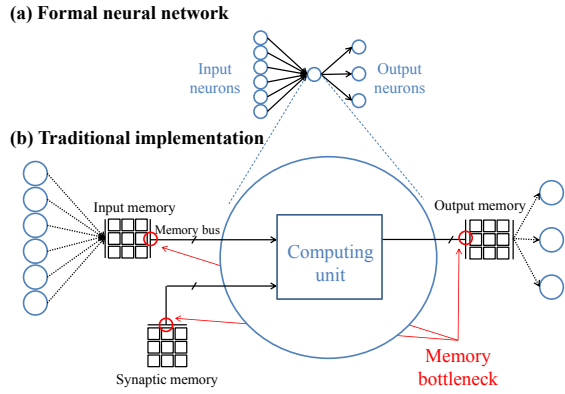 (a) Formal neural network
Input
neurons
Output
neurons
(b) Traditional implementation
Input memory
Memory bus
Output memory
Computing
unit
Synaptic memory
Memory
bottleneck